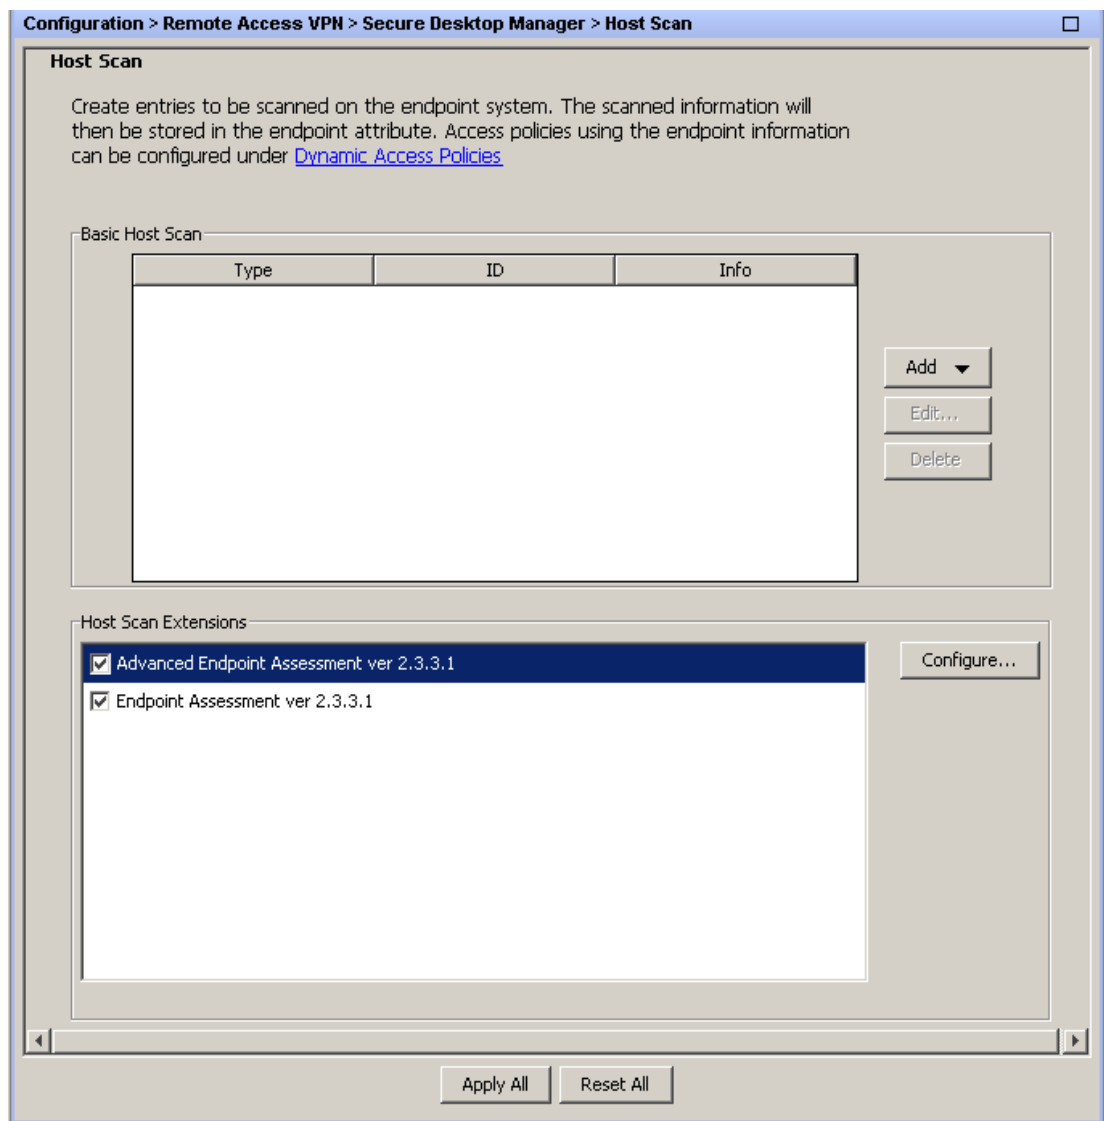 Configuration > Remote Access VPN > Secure Desktop Manager > Host Scan
Host Scan
Create entries to be scanned on the endpoint system. The scanned information will
then be stored in the endpoint attribute. Access policies using the endpoint information
can be configured under Dynamic Access Policies
Basic Host Scan
Type ID Info
Add
Edit...
Delete
Host Scan Extensions
Advanced Endpoint Assessment ver 2.3.3.1
Configure...
Endpoint Assessment ver 2.3.3.1
Apply All Reset All